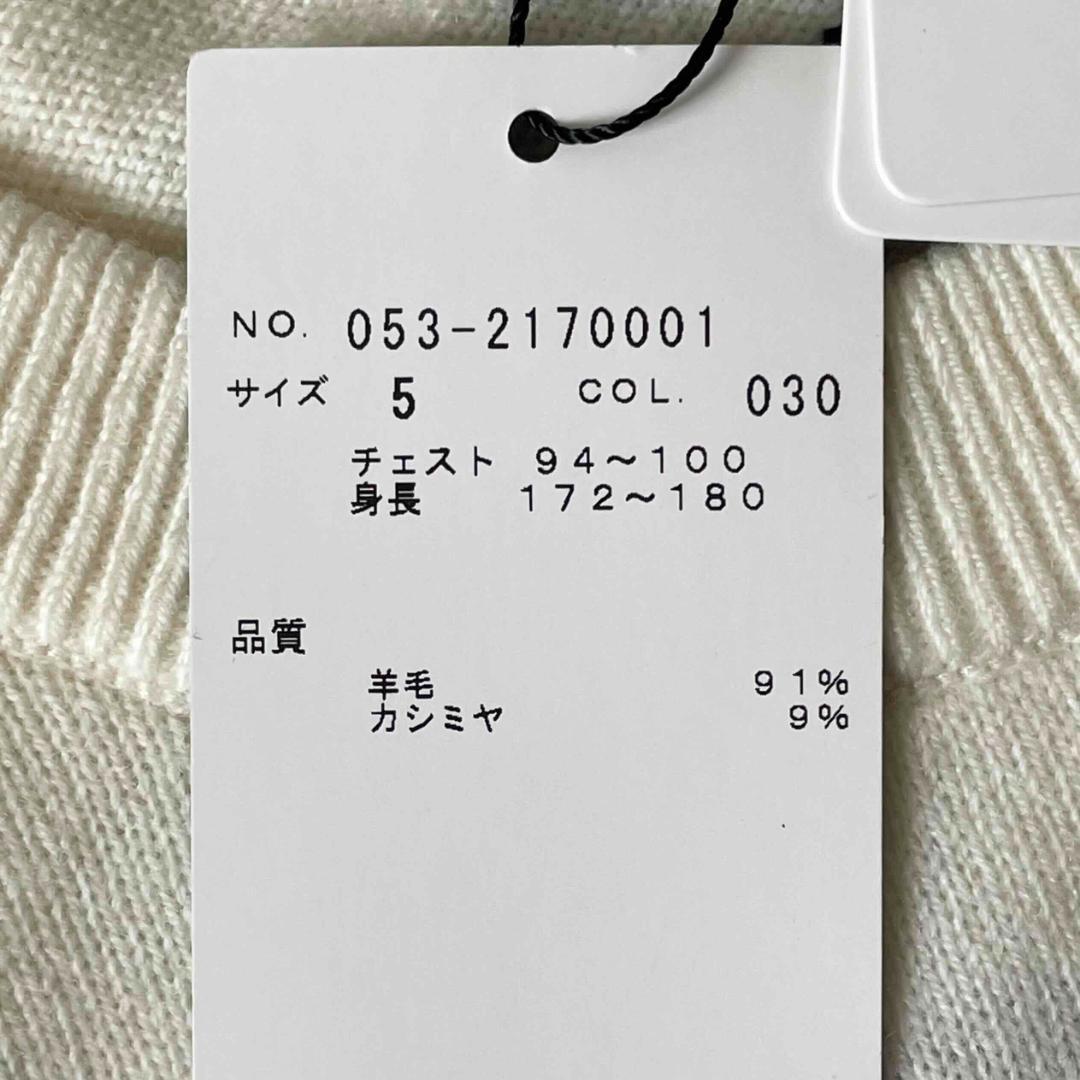 NO. 053-2170001
サイズ 5 COL. 030
チェスト 94～100
身長 172～180
品質
羊毛 91%
カシミヤ 9%